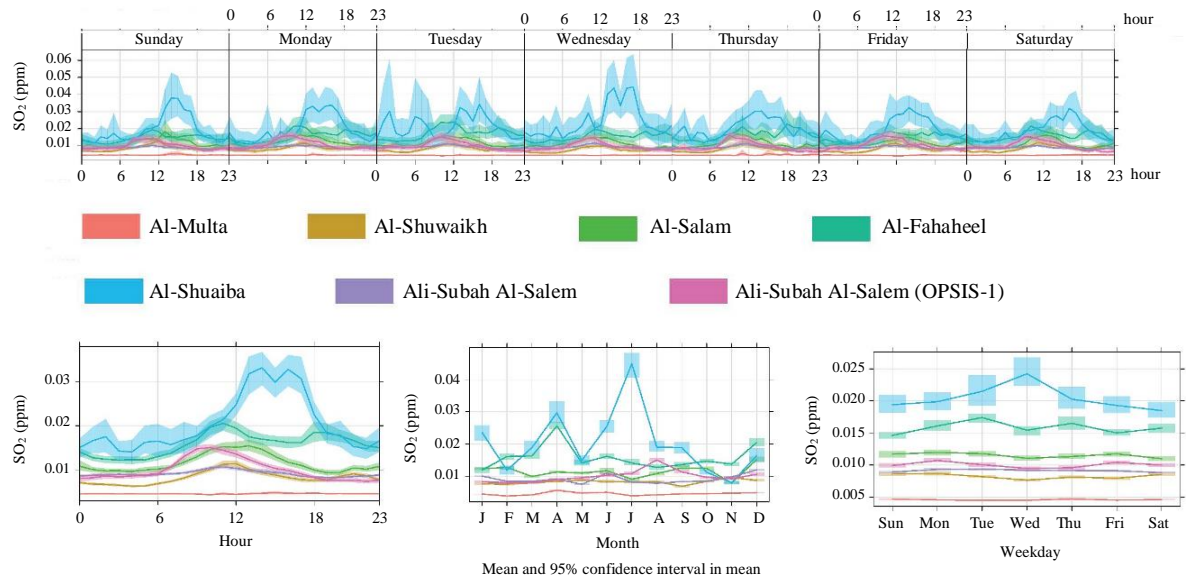 0 6 12 18 23 0 6 12 18 23 0 6 12 18 23 hour
Sunday Monday Tuesday Wednesday Thursday Friday Saturday
SO2 (ppm)
0.06
0.05
0.04
0.03
0.02
0.01
0 6 12 18 23 0 6 12 18 23 0 6 12 18 23 0 6 12 18 23 hour
Al-Multa Al-Shuwaikh Al-Salam Al-Fahaheel
Al-Shuaiba Ali-Subah Al-Salem Ali-Subah Al-Salem (OPSIS-1)
SO2 (ppm)
0.03
0.02
0.01
0 6 12 18 23
Hour
SO2 (ppm)
0.04
0.03
0.02
0.01
J F M A M J J A S O N D
Month
SO2 (ppm)
0.025
0.020
0.015
0.010
0.005
Sun Mon Tue Wed Thu Fri Sat
Weekday
Mean and 95% confidence interval in mean